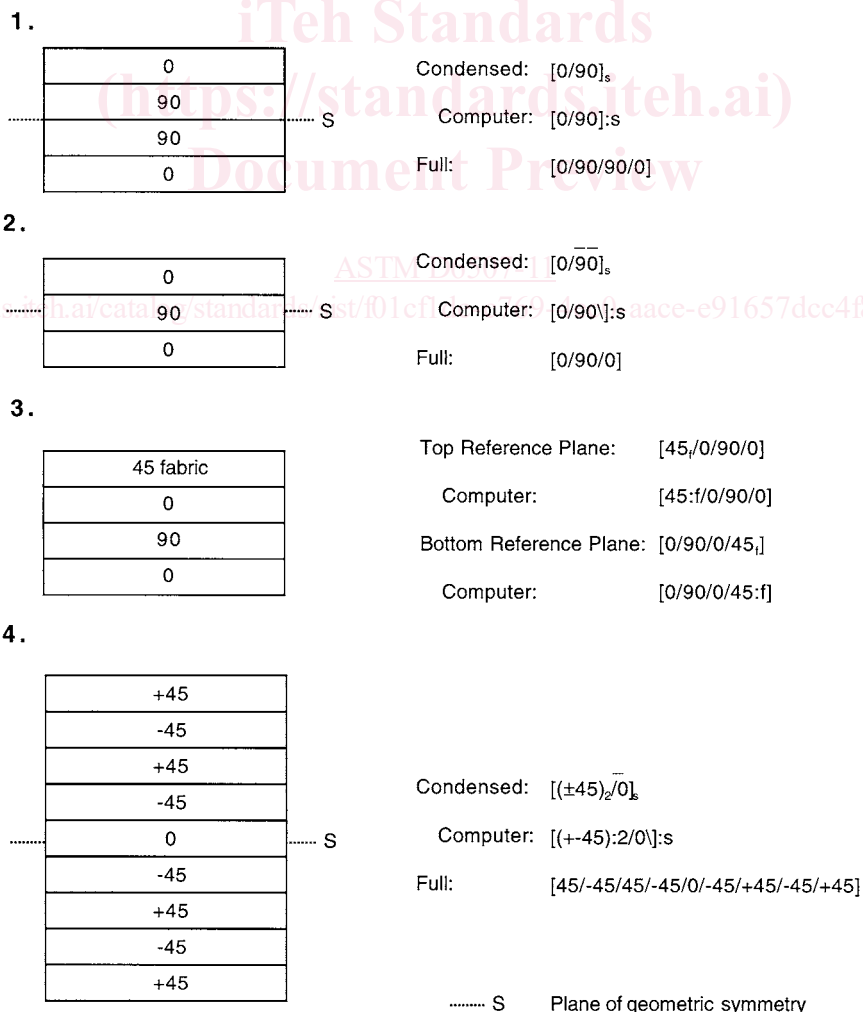 iTeh Standards
(https://standards.iteh.ai)
Document Preview
1.
0
90
90
0
S
Condensed: [0/90]ₛ
Computer: [0/90]:s
Full: [0/90/90/0]
2.
ASTM
0
90
0
S
Condensed: [0/9̅0̅]ₛ
Computer: [0/90\]:s
Full: [0/90/0]
3.
45 fabric
0
90
0
Top Reference Plane: [45f/0/90/0]
Computer: [45:f/0/90/0]
Bottom Reference Plane: [0/90/0/45f]
Computer: [0/90/0/45:f]
4.
+45
-45
+45
-45
0
-45
+45
-45
+45
S
Condensed: [(±45)₂/0̅]ₛ
Computer: [(+-45):2/0\]:s
Full: [45/-45/45/-45/0/-45/+45/-45/+45]
S Plane of geometric symmetry